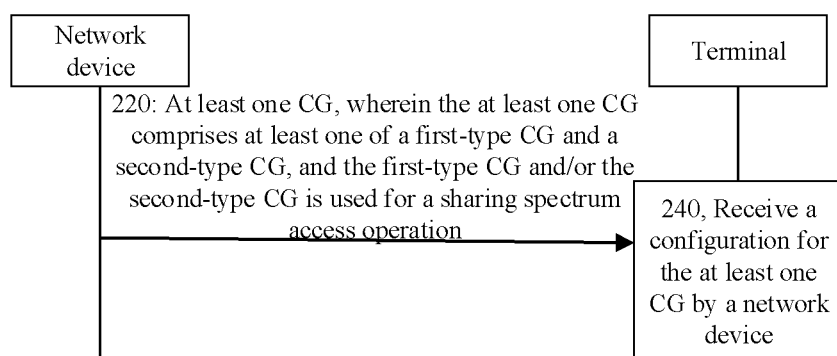 Network
device
Terminal
220: At least one CG, wherein the at least one CG
comprises at least one of a first-type CG and a
second-type CG, and the first-type CG and/or the
second-type CG is used for a sharing spectrum
access operation
240, Receive a
configuration for
the at least one
CG by a network
device